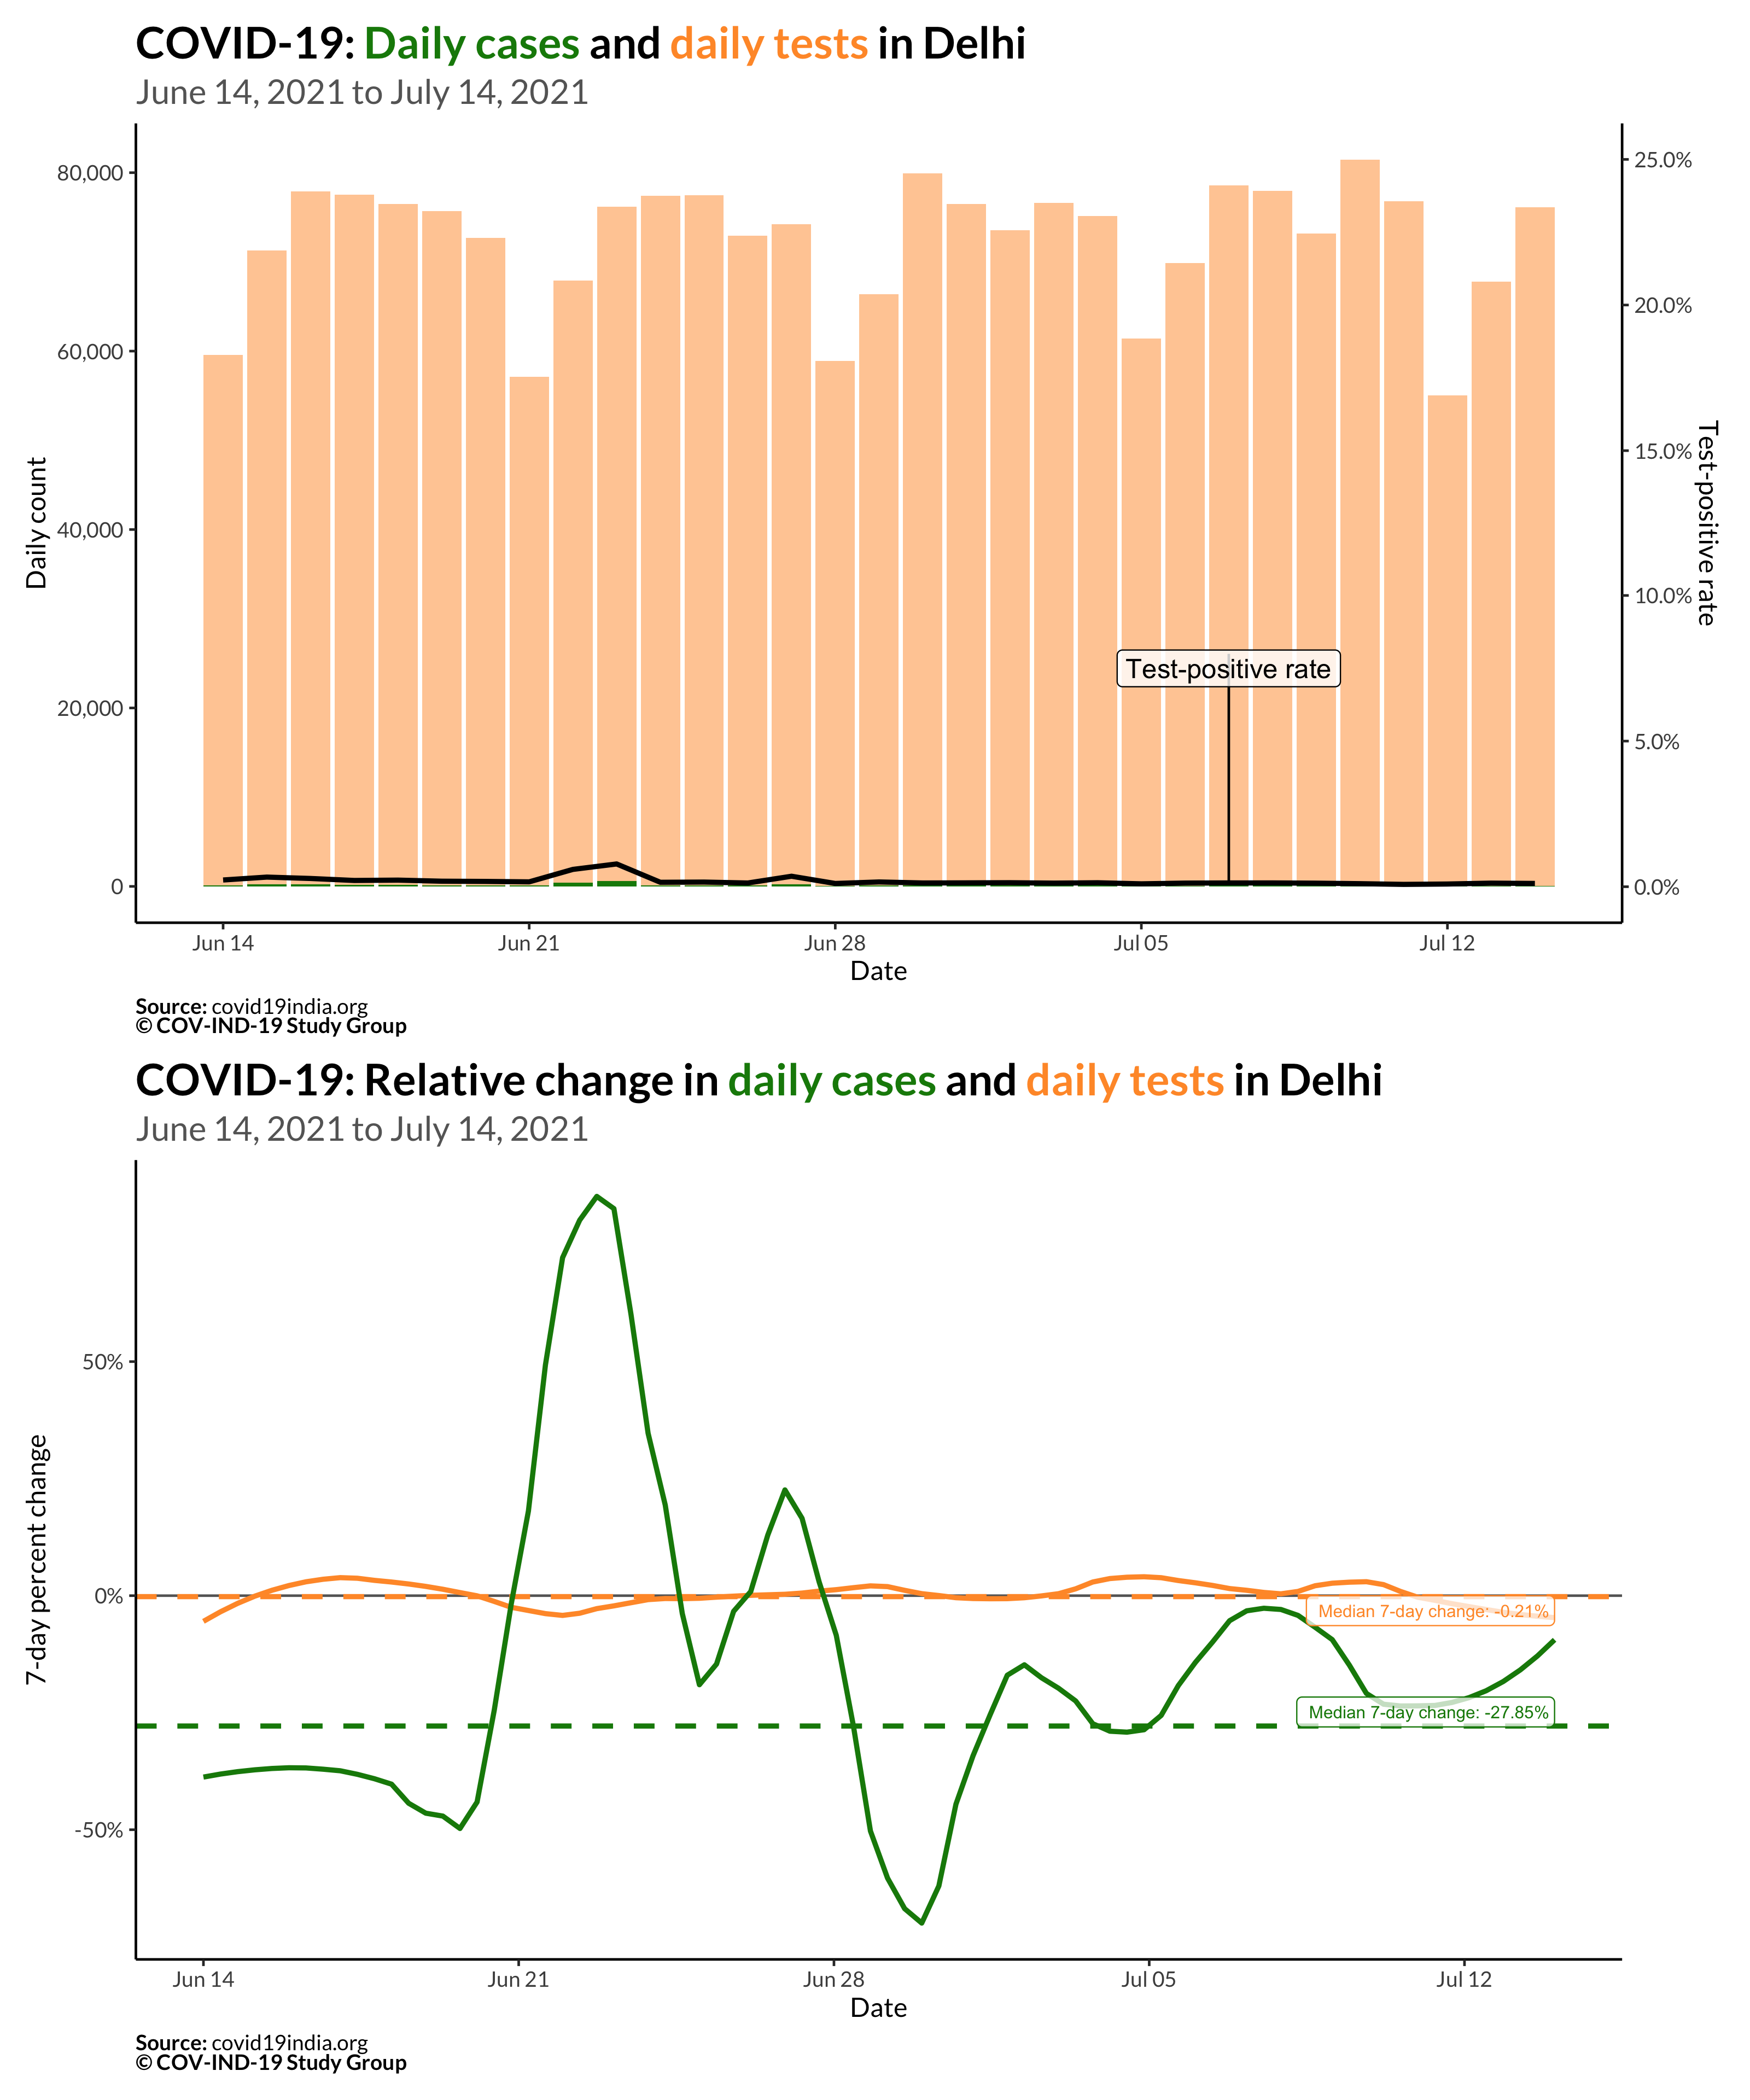 COVID-19: Daily cases and daily tests in Delhi
June 14, 2021 to July 14, 2021
Daily count
80,000
60,000
40,000
20,000
0
25.0%
20.0%
15.0%
10.0%
5.0%
0.0%
Test-positive rate
Test-positive rate
Jun 14
Jun 21
Jun 28
Jul 05
Jul 12
Date
Source: covid19india.org
© COV-IND-19 Study Group
COVID-19: Relative change in daily cases and daily tests in Delhi
June 14, 2021 to July 14, 2021
7-day percent change
50%
0%
-50%
Median 7-day change: -0.21%
Median 7-day change: -27.85%
Jun 14
Jun 21
Jun 28
Jul 05
Jul 12
Date
Source: covid19india.org
© COV-IND-19 Study Group